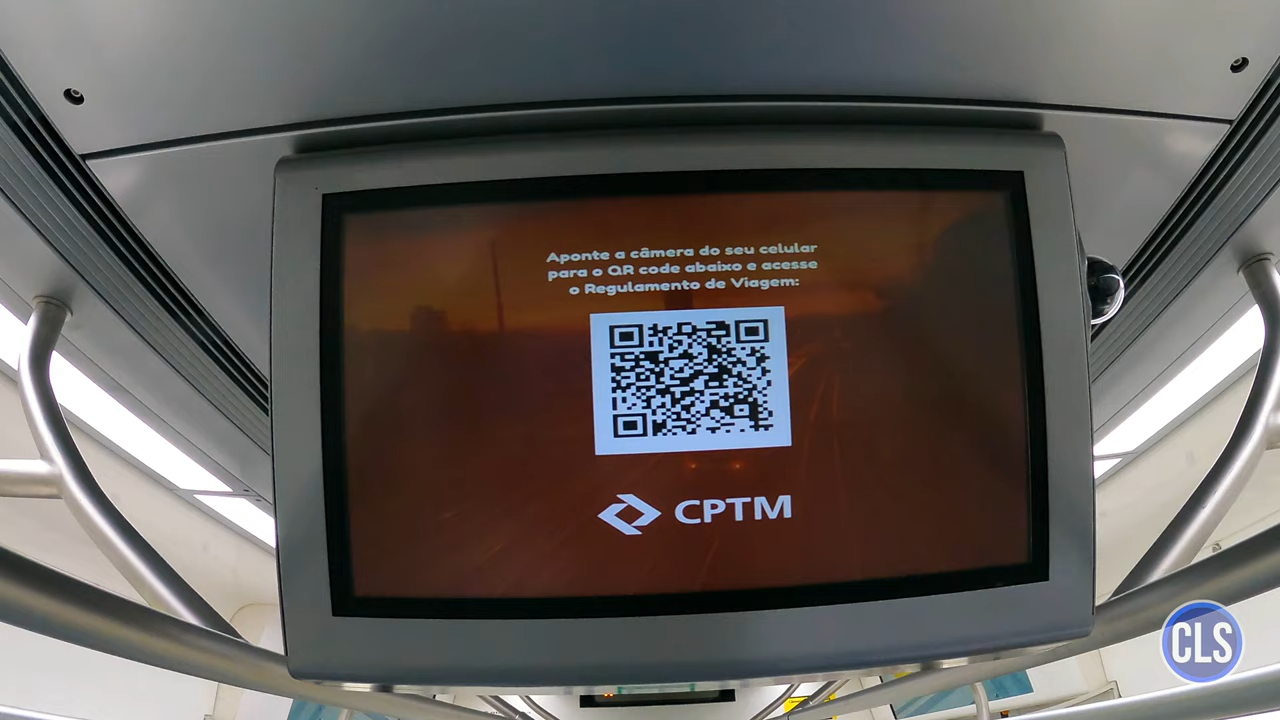 Aponte a câmera do seu celular
para o QR code abaixo e acesse
o Regulamento de Viagem:
CPTM
CLS